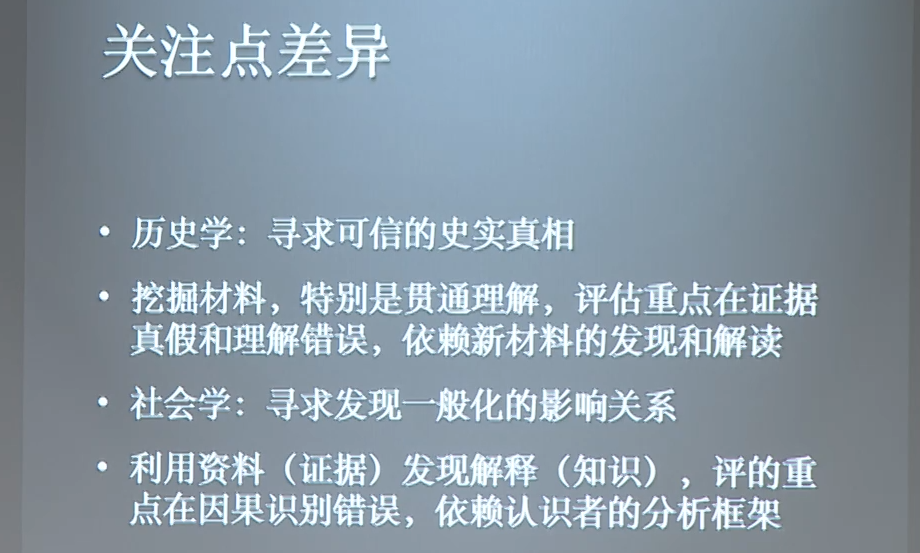 关注点差异
• 历史学：寻求可信的史实真相
• 挖掘材料，特别是贯通理解，评估重点在证据
真假和理解错误，依赖新材料的发现和解读
• 社会学：寻求发现一般化的影响关系
• 利用资料（证据）发现解释（知识），评的重
点在因果识别错误，依赖认识者的分析框架